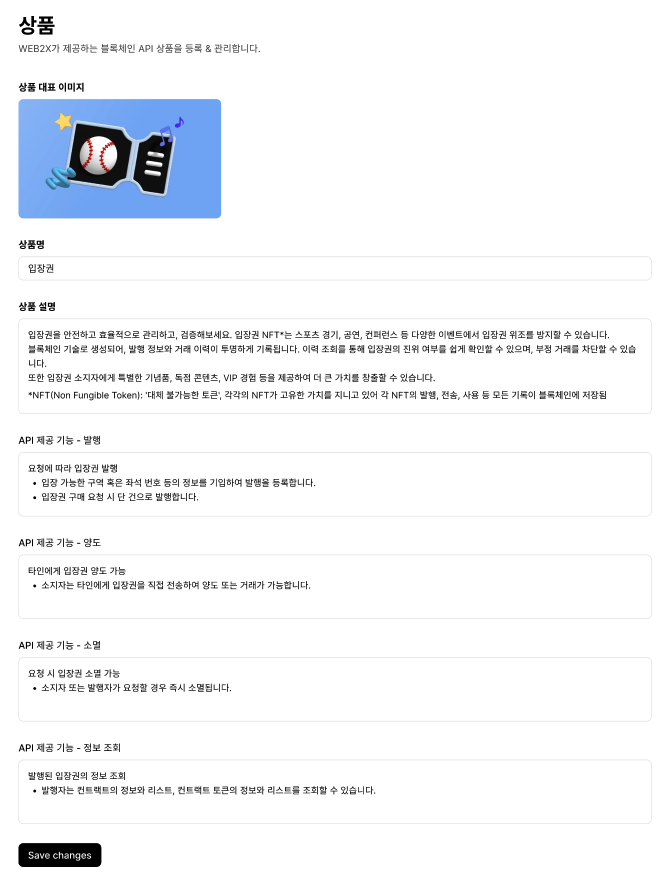 상품
WEB2X가 제공하는 블록체인 API 상품을 등록 & 관리합니다.
상품 대표 이미지
상품명
입장권
상품 설명
입장권을 안전하고 효율적으로 관리하고, 검증해보세요. 입장권 NFT*는 스포츠 경기, 공연, 컨퍼런스 등 다양한 이벤트에서 입장권 위조를 방지할 수 있습니다.
블록체인 기술로 생성되어, 발행 정보와 거래 이력이 투명하게 기록됩니다. 이력 조회를 통해 입장권의 진위 여부를 쉽게 확인할 수 있으며, 부정 거래를 차단할 수 있습
니다.
또한 입장권 소지자에게 특별한 기념품, 독점 콘텐츠, VIP 경험 등을 제공하여 더 큰 가치를 창출할 수 있습니다.
*NFT(Non Fungible Token): '대체 불가능한 토큰', 각각의 NFT가 고유한 가치를 지니고 있어 각 NFT의 발행, 전송, 사용 등 모든 기록이 블록체인에 저장됨
API 제공 기능 - 발행
요청에 따라 입장권 발행
• 입장 가능한 구역 혹은 좌석 번호 등의 정보를 기입하여 발행을 등록합니다.
• 입장권 구매 요청 시 단 건으로 발행합니다.
API 제공 기능 - 양도
타인에게 입장권 양도 가능
• 소지자는 타인에게 입장권을 직접 전송하여 양도 또는 거래가 가능합니다.
API 제공 기능 - 소멸
요청 시 입장권 소멸 가능
• 소지자 또는 발행자가 요청할 경우 즉시 소멸됩니다.
API 제공 기능 - 정보 조회
발행된 입장권의 정보 조회
• 발행자는 컨트랙트의 정보와 리스트, 컨트랙트 토큰의 정보와 리스트를 조회할 수 있습니다.
Save changes